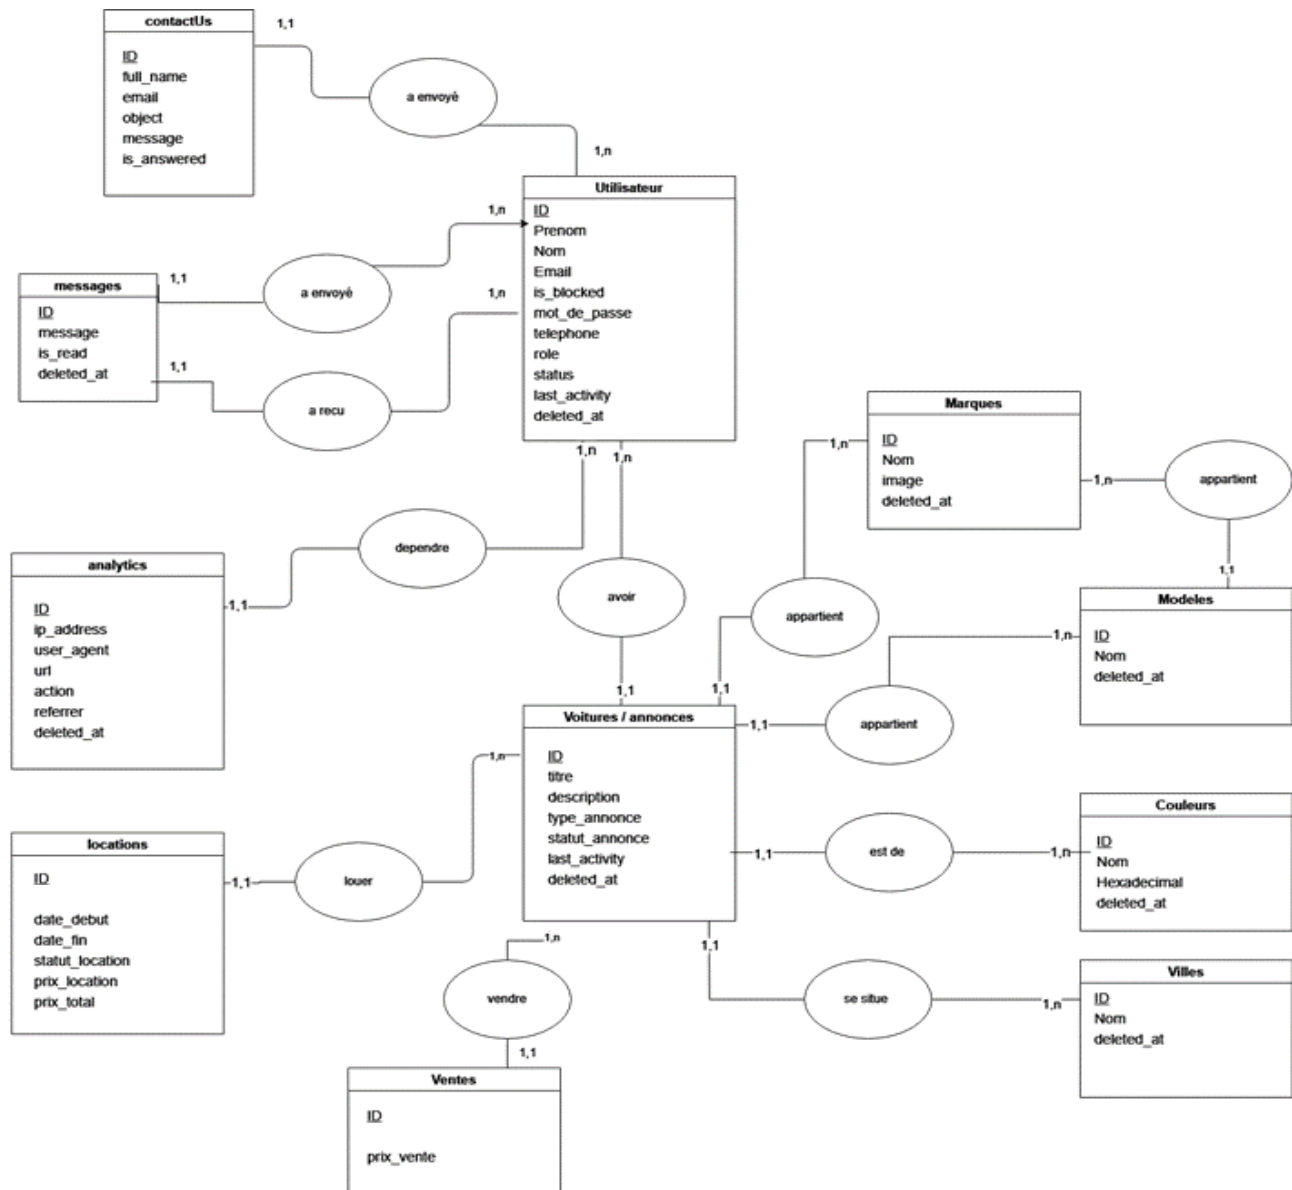 contactUs
ID
full_name
email
object
message
is_answered
1,1
a envoyé
1,n
Utilisateur
ID
Prenom
Nom
Email
is_blocked
mot_de_passe
telephone
role
status
last_activity
deleted_at
1,n
a envoyé
1,1
messages
ID
message
is_read
deleted_at
1,n
1,1
a recu
1,n
1,n
Marques
ID
Nom
image
deleted_at
1,n
1,n
appartient
1,1
analytics
ID
ip_address
user_agent
url
action
referrer
deleted_at
dependre
1,1
avoir
1,1
appartient
1,1
Modeles
ID
Nom
deleted_at
1,n
appartient
1,1
Voitures / annonces
ID
titre
description
type_annonce
statut_annonce
last_activity
deleted_at
1,n
locations
ID
date_debut
date_fin
statut_location
prix_location
prix_total
1,1
louer
Couleurs
ID
Nom
Hexadecimal
deleted_at
1,1
est de
1,n
1,n
vendre
1,1
1,1
se situe
1,n
Villes
ID
Nom
deleted_at
Ventes
ID
prix_vente